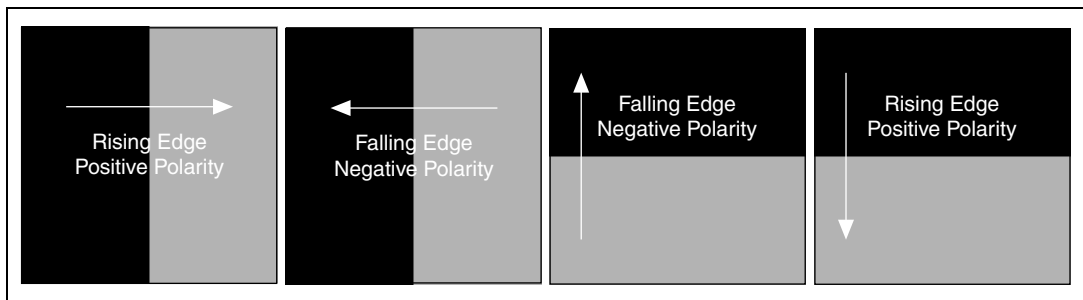 Rising Edge
Positive Polarity
Falling Edge
Negative Polarity
Falling Edge
Negative Polarity
Rising Edge
Positive Polarity